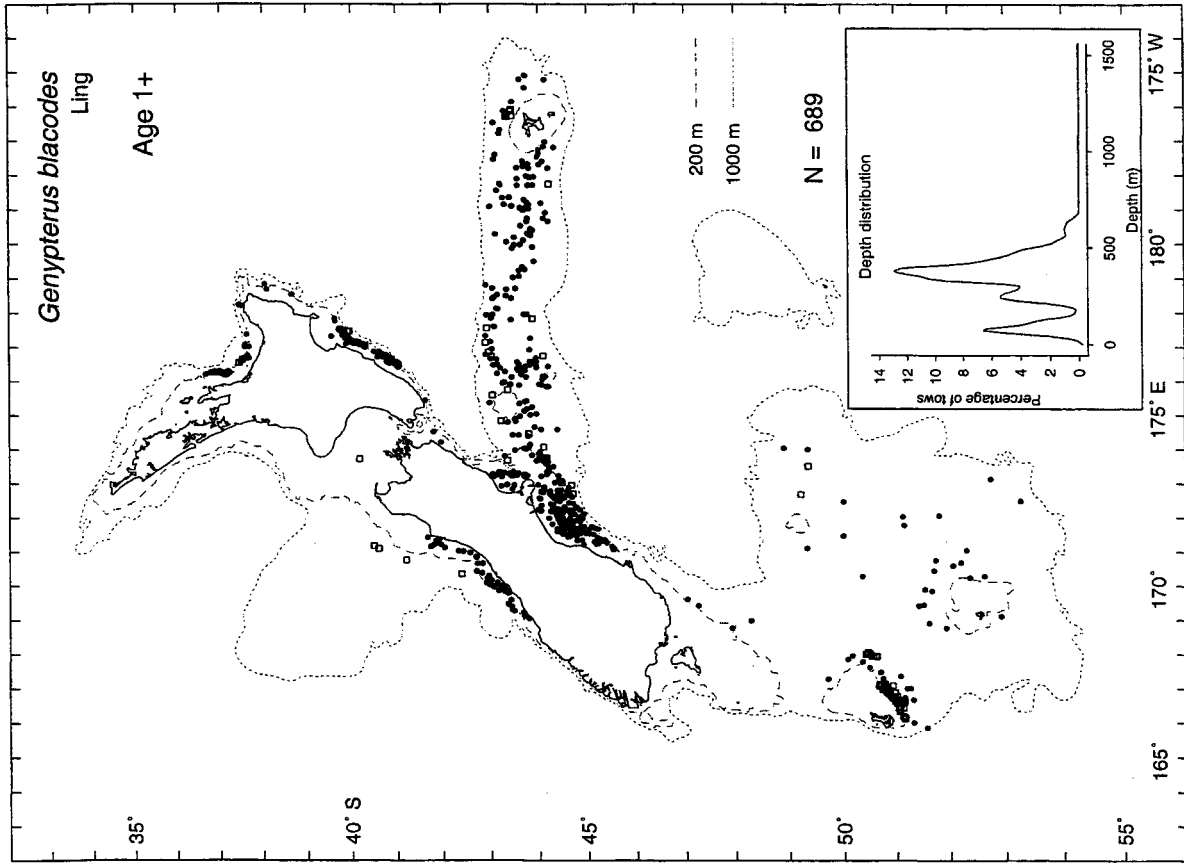 Genypterus blacodes
Ling
Age 1+
35°
40° S
45°
50°
55°
165°
170°
175° E
180°
175° W
200 m
1000 m
N = 689
Depth distribution
Percentage of tows
14
12
10
8
6
4
2
0
0
500
1000
1500
Depth (m)